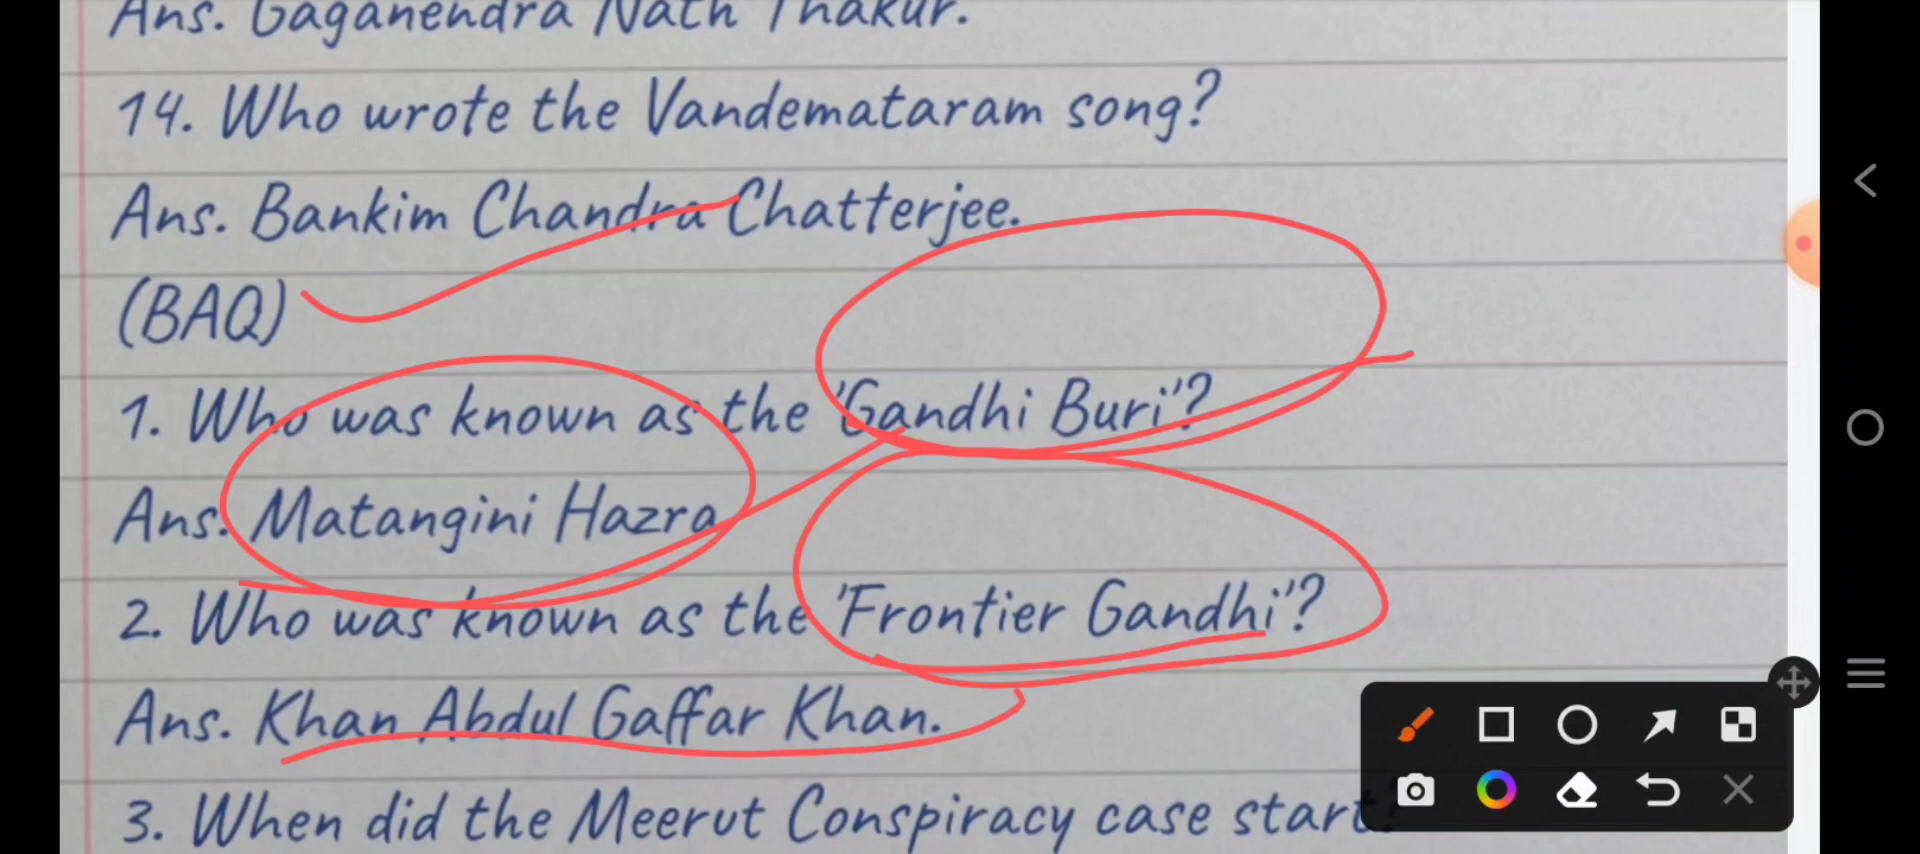 Ans. Gaganendra Nath Thakur.
14. Who wrote the Vandemataram song?
Ans. Bankim Chandra Chatterjee.
(BAQ)
1. Who was known as the 'Gandhi Buri'?
Ans. Matangini Hazra
2. Who was known as the 'Frontier Gandhi'?
Ans. Khan Abdul Gaffar Khan.
3. When did the Meerut Conspiracy case start?